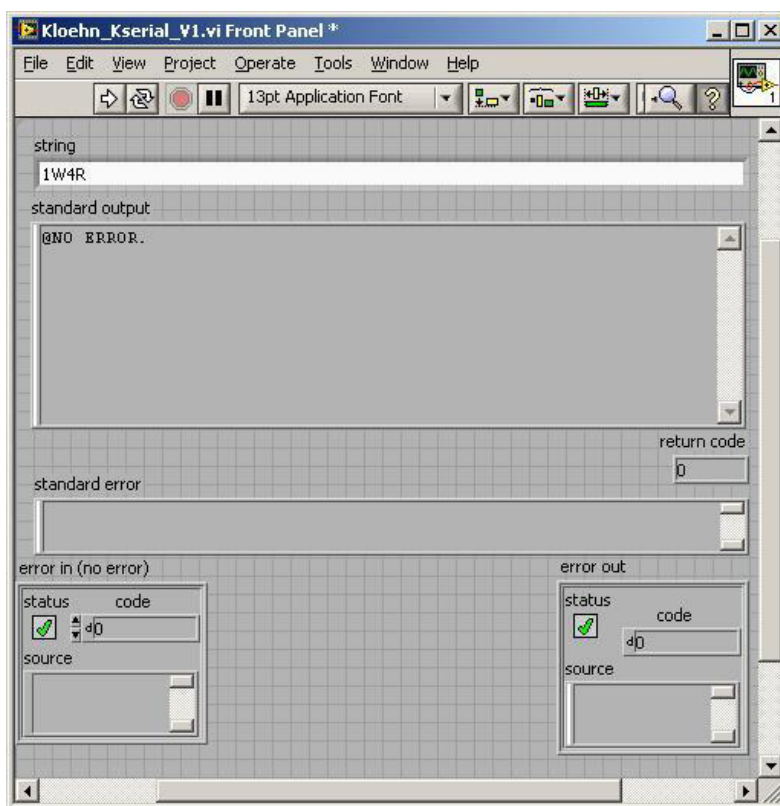 Kloehn_Kserial_V1.vi Front Panel *
File Edit View Project Operate Tools Window Help
13pt Application Font
1
string
1W4R
standard output
@NO ERROR.
return code
0
standard error
error in (no error)
status code
d0
source
error out
status
code
d0
source